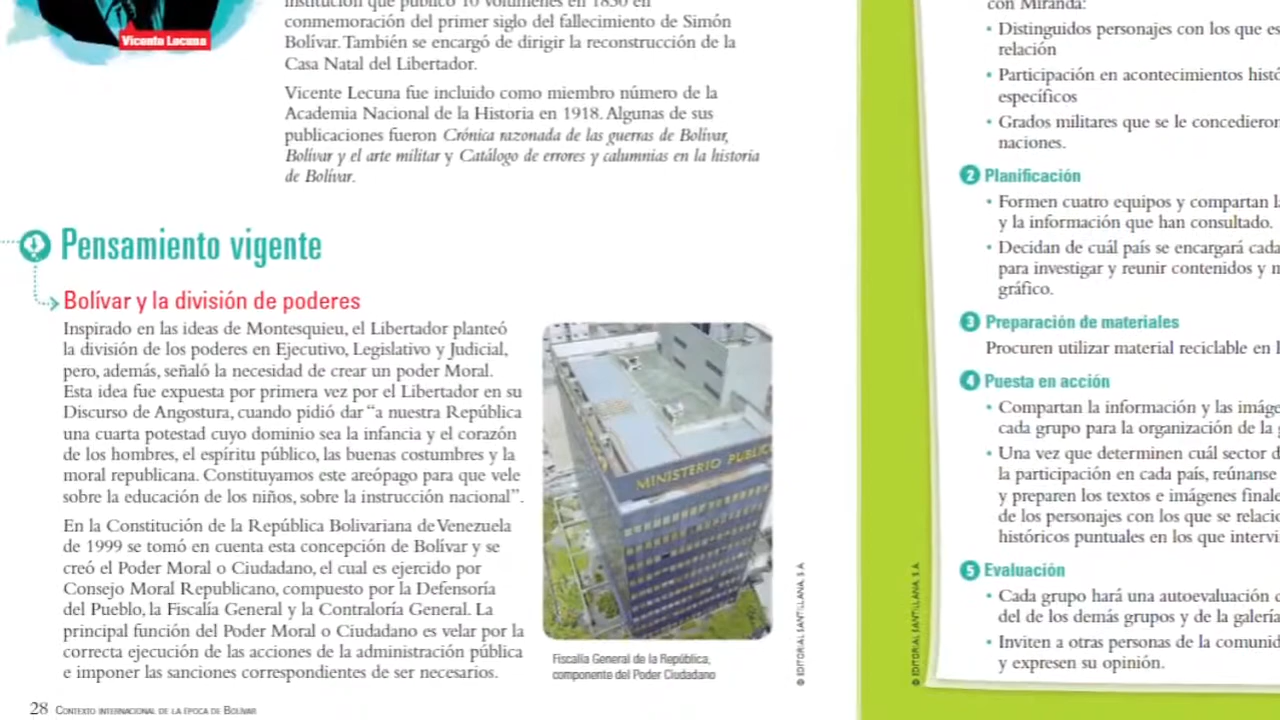 Vicente Lecuna
institución que publicó 10 volúmenes en 1830 en
conmemoración del primer siglo del fallecimiento de Simón
Bolívar. También se encargó de dirigir la reconstrucción de la
Casa Natal del Libertador.
Vicente Lecuna fue incluido como miembro número de la
Academia Nacional de la Historia en 1918. Algunas de sus
publicaciones fueron Crónica razonada de las guerras de Bolívar,
Bolívar y el arte militar y Catálogo de errores y calumnias en la historia
de Bolívar.
Pensamiento vigente
Bolívar y la división de poderes
Inspirado en las ideas de Montesquieu, el Libertador planteó
la división de los poderes en Ejecutivo, Legislativo y Judicial,
pero, además, señaló la necesidad de crear un poder Moral.
Esta idea fue expuesta por primera vez por el Libertador en su
Discurso de Angostura, cuando pidió dar “a nuestra República
una cuarta potestad cuyo dominio sea la infancia y el corazón
de los hombres, el espíritu público, las buenas costumbres y la
moral republicana. Constituyamos este areópago para que vele
sobre la educación de los niños, sobre la instrucción nacional”.
En la Constitución de la República Bolivariana de Venezuela
de 1999 se tomó en cuenta esta concepción de Bolívar y se
creó el Poder Moral o Ciudadano, el cual es ejercido por
Consejo Moral Republicano, compuesto por la Defensoría
del Pueblo, la Fiscalía General y la Contraloría General. La
principal función del Poder Moral o Ciudadano es velar por la
correcta ejecución de las acciones de la administración pública
e imponer las sanciones correspondientes de ser necesarios.
MINISTERIO PUBLICO
Fiscalía General de la República,
componente del Poder Ciudadano
© EDITORIAL SANTILLANA, S.A.
28 CONTEXTO INTERNACIONAL DE LA ÉPOCA DE BOLÍVAR
© EDITORIAL SANTILLANA, S.A.
con Miranda:
• Distinguidos personajes con los que es
relación
• Participación en acontecimientos histó
específicos
• Grados militares que se le concedieron
naciones.
2 Planificación
• Formen cuatro equipos y compartan la
y la información que han consultado.
• Decidan de cuál país se encargará cada
para investigar y reunir contenidos y m
gráfico.
3 Preparación de materiales
Procuren utilizar material reciclable en l
4 Puesta en acción
• Compartan la información y las imáge
cada grupo para la organización de la g
• Una vez que determinen cuál sector d
la participación en cada país, reúnanse
y preparen los textos e imágenes finale
de los personajes con los que se relacio
históricos puntuales en los que intervi
5 Evaluación
• Cada grupo hará una autoevaluación d
del de los demás grupos y de la galería
• Inviten a otras personas de la comunid
y expresen su opinión.